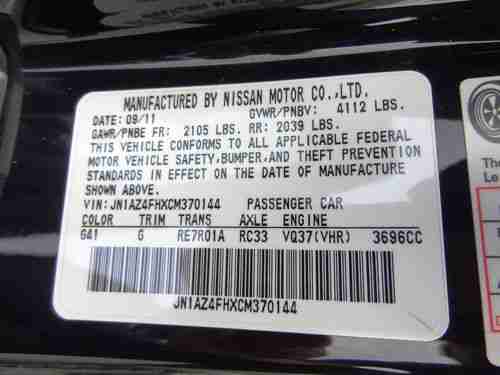 MANUFACTURED BY NISSAN MOTOR CO.,LTD.
DATE: 09/11 GVWR/PNBV: 4112 LBS.
GAWR/PNBE FR: 2105 LBS. RR: 2039 LBS.
THIS VEHICLE CONFORMS TO ALL APPLICABLE FEDERAL
MOTOR VEHICLE SAFETY, BUMPER, AND THEFT PREVENTION
STANDARDS IN EFFECT ON THE DATE OF MANUFACTURE
SHOWN ABOVE.
VIN: JN1AZ4FHXCM370144 PASSENGER CAR
COLOR TRIM TRANS AXLE ENGINE
G41 G RE7R01A RC33 VQ37(VHR) 3696CC
JN1AZ4FHXCM370144
The
Le